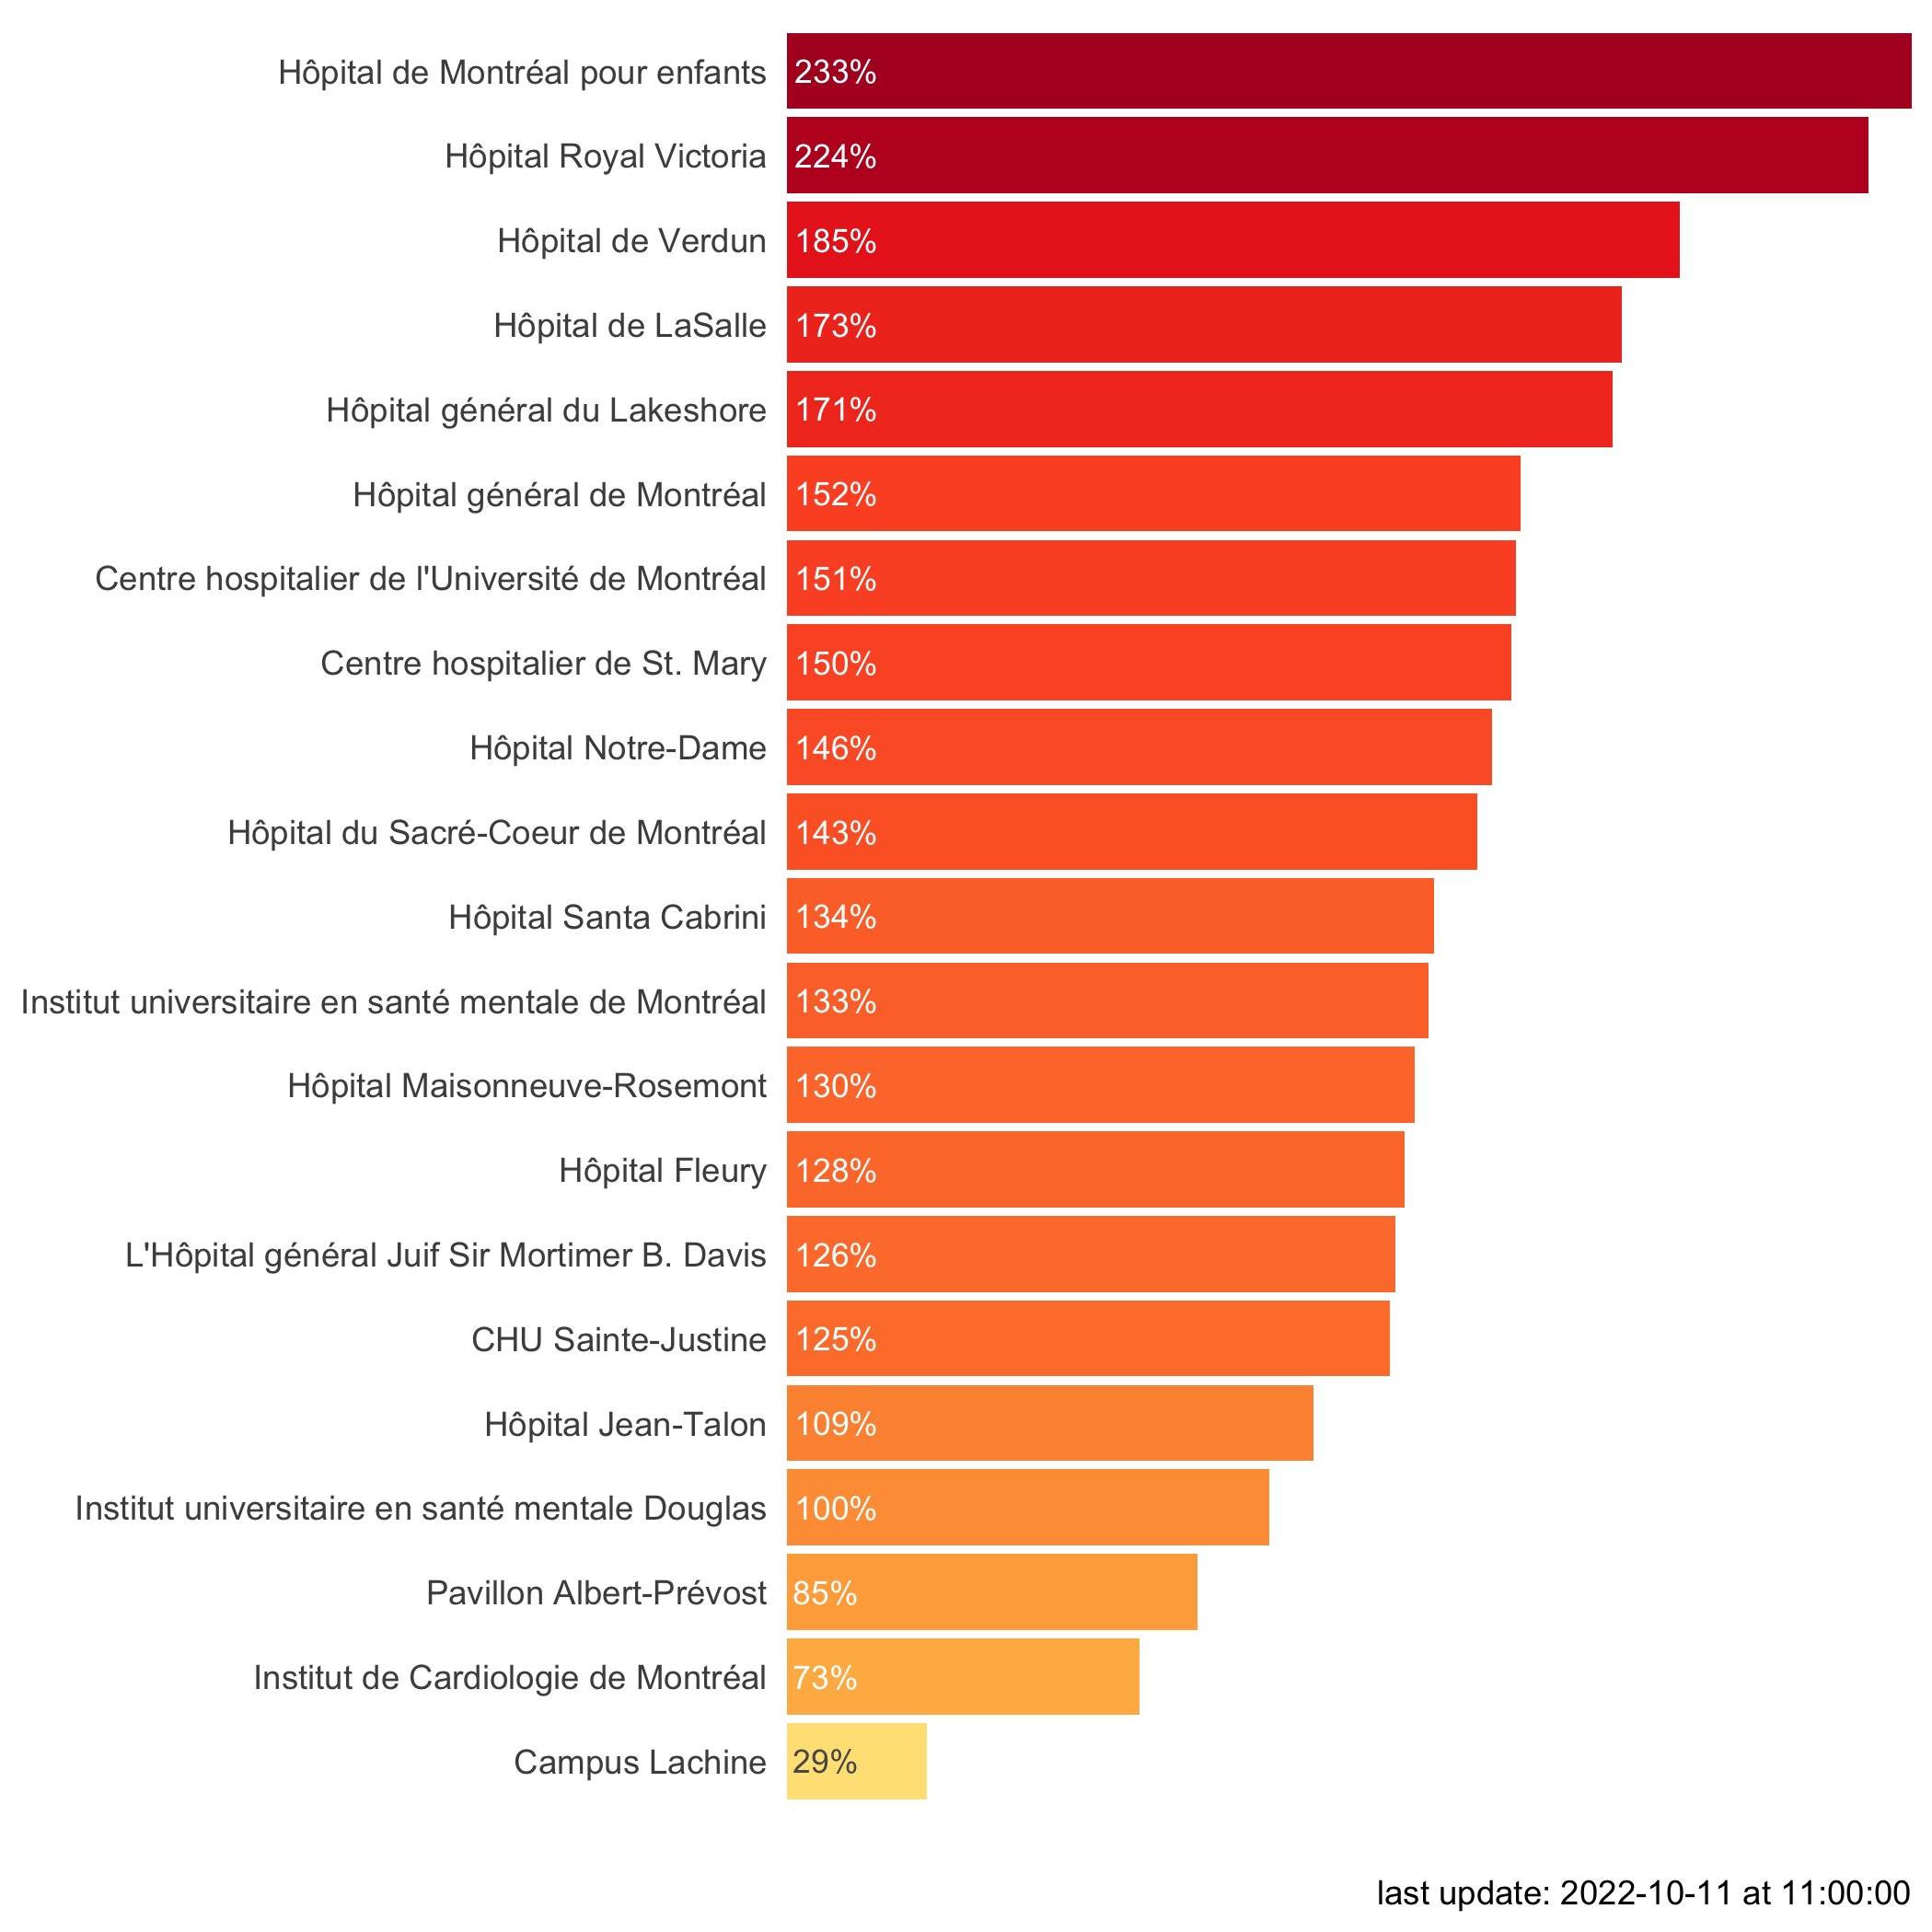 Hôpital de Montréal pour enfants 233%
Hôpital Royal Victoria 224%
Hôpital de Verdun 185%
Hôpital de LaSalle 173%
Hôpital général du Lakeshore 171%
Hôpital général de Montréal 152%
Centre hospitalier de l'Université de Montréal 151%
Centre hospitalier de St. Mary 150%
Hôpital Notre-Dame 146%
Hôpital du Sacré-Coeur de Montréal 143%
Hôpital Santa Cabrini 134%
Institut universitaire en santé mentale de Montréal 133%
Hôpital Maisonneuve-Rosemont 130%
Hôpital Fleury 128%
L'Hôpital général Juif Sir Mortimer B. Davis 126%
CHU Sainte-Justine 125%
Hôpital Jean-Talon 109%
Institut universitaire en santé mentale Douglas 100%
Pavillon Albert-Prévost 85%
Institut de Cardiologie de Montréal 73%
Campus Lachine 29%
last update: 2022-10-11 at 11:00:00